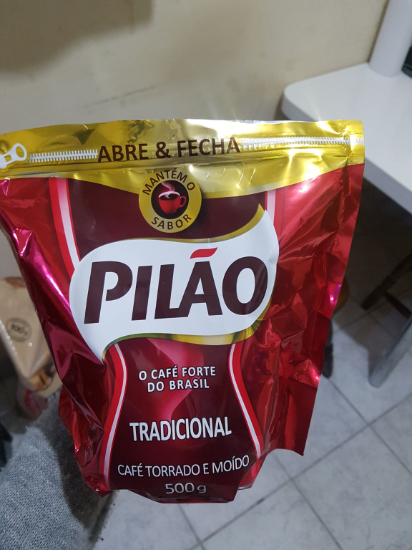 ABRE & FECHA
MANTÉM O
SABOR
PILÃO
O CAFÉ FORTE
DO BRASIL
TRADICIONAL
CAFÉ TORRADO E MOÍDO
500g